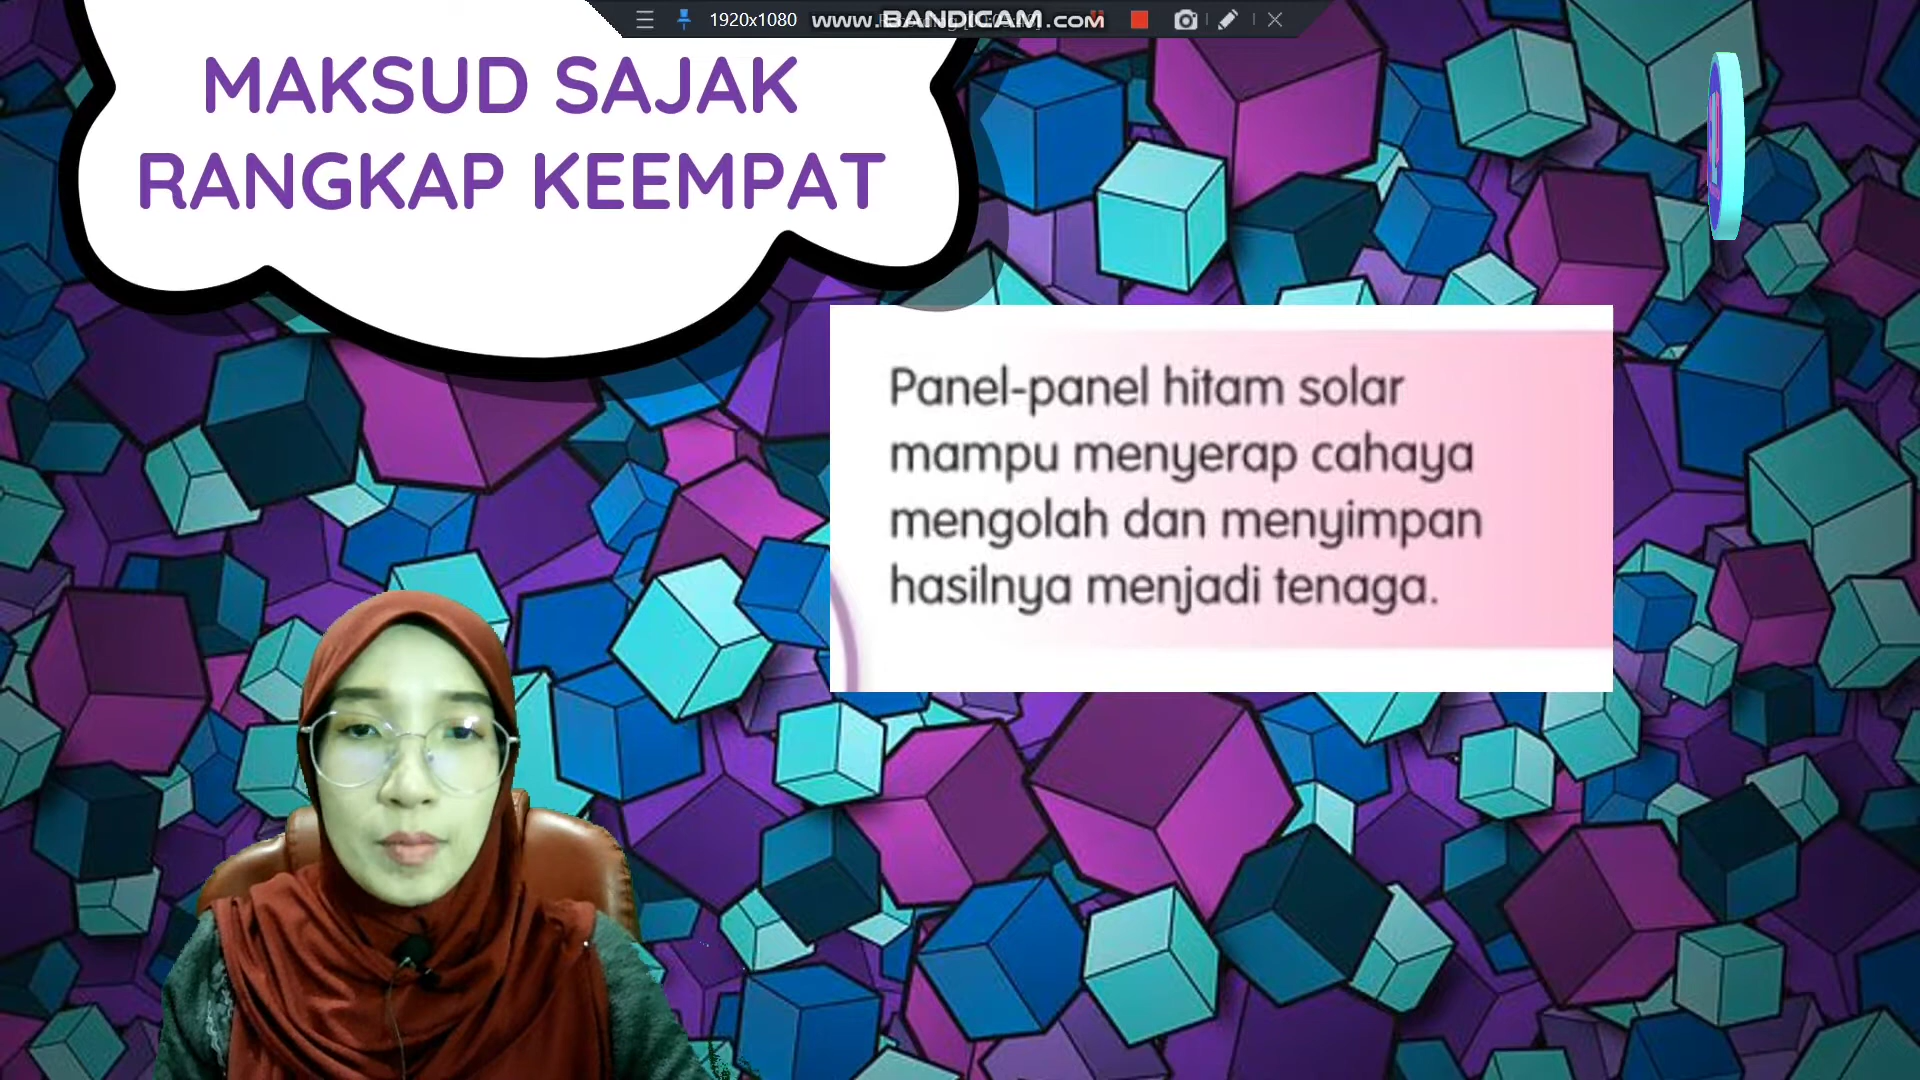 1920x1080 www.BANDICAM.com
MAKSUD SAJAK
RANGKAP KEEMPAT
Panel-panel hitam solar
mampu menyerap cahaya
mengolah dan menyimpan
hasilnya menjadi tenaga.